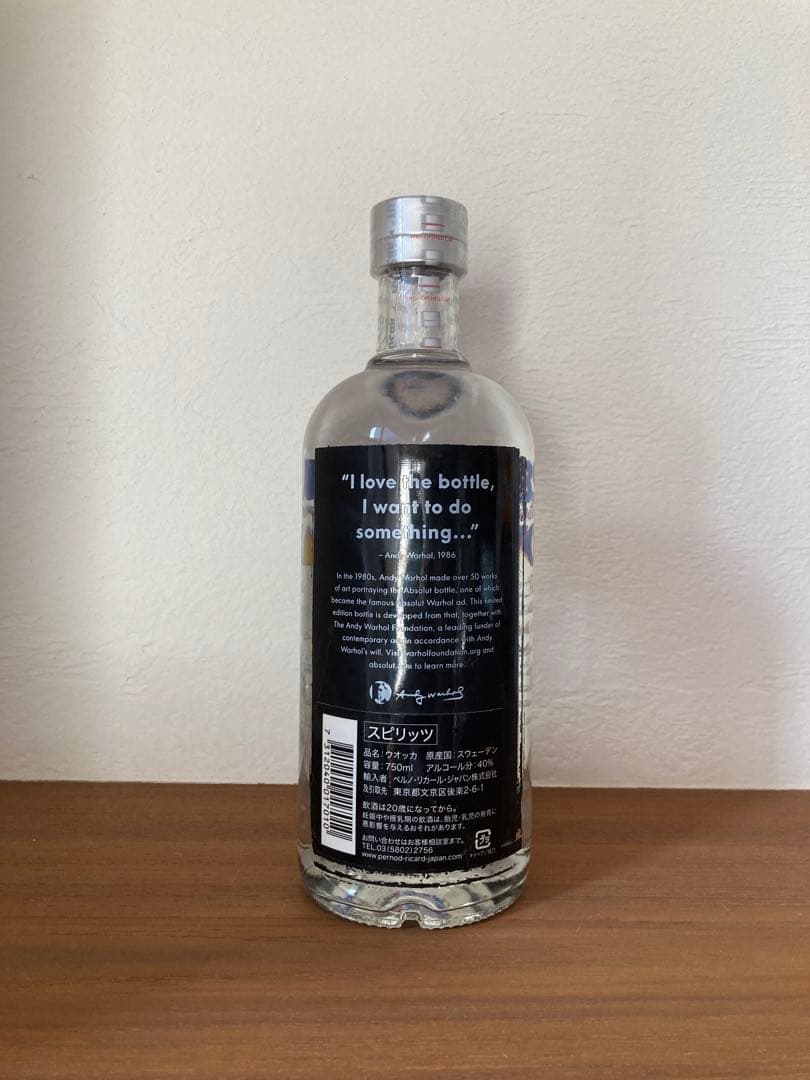 "I love the bottle,
I want to do
something..."
– Andy Warhol, 1986
In the 1980s, Andy Warhol made over 50 works
of art portraying the Absolut bottle, one of which
became the famous Absolut Warhol ad. This limited
edition bottle is developed from that, together with
The Andy Warhol Foundation, a leading funder of
contemporary art in accordance with Andy
Warhol's will. Visit warholfoundation.org and
absolut.com to learn more.
Andy Warhol
スピリッツ
品名:ウオッカ 原産国:スウェーデン
容量:750ml アルコール分:40%
輸入者 ペルノ・リカール・ジャパン株式会社
及引取先 東京都文京区後楽2-6-1
飲酒は20歳になってから。
妊娠中や授乳期の飲酒は、胎児・乳児の発育に
悪影響を与えるおそれがあります。
お問い合わせはお客様相談室まで。
TEL.03(5802)2756
www.pernod-ricard-japan.com
プラ
7312040017010